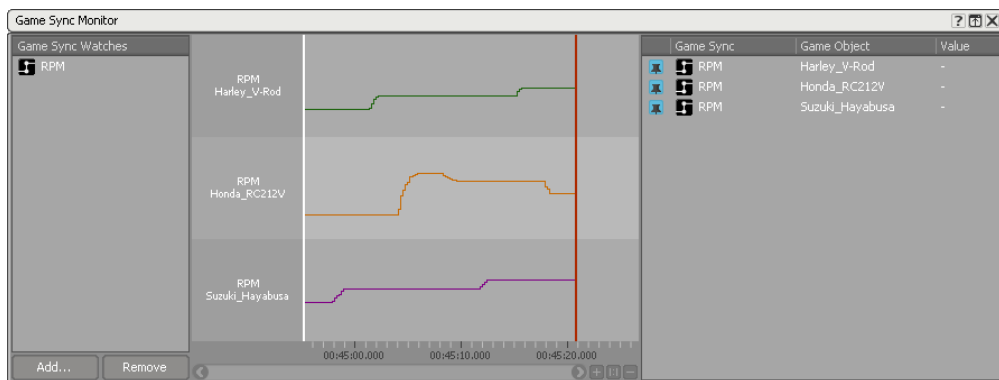 Game Sync Monitor
Game Sync Watches
RPM
Add...
Remove
RPM
Harley_V-Rod
RPM
Honda_RC212V
RPM
Suzuki_Hayabusa
00:45:00.000 00:45:10.000 00:45:20.000
1:1
Game Sync Game Object Value
RPM Harley_V-Rod -
RPM Honda_RC212V -
RPM Suzuki_Hayabusa -